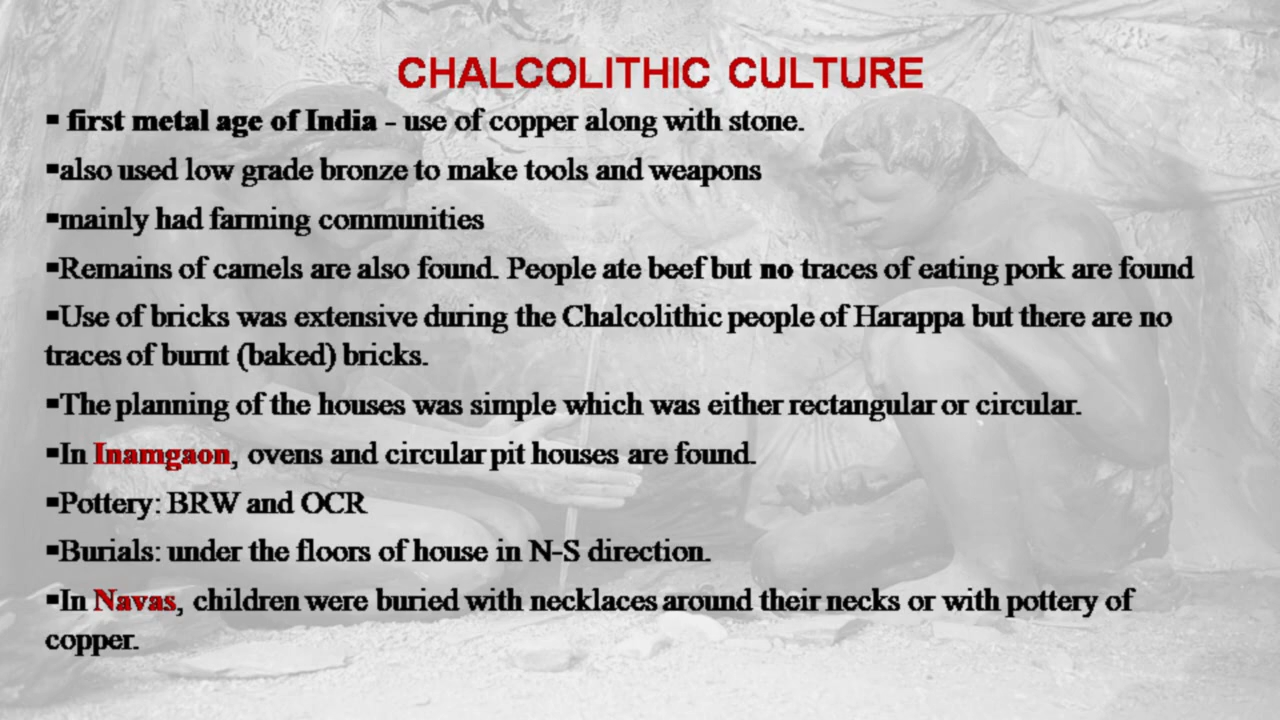 CHALCOLITHIC CULTURE
▪ first metal age of India - use of copper along with stone.
▪also used low grade bronze to make tools and weapons
▪mainly had farming communities
▪Remains of camels are also found. People ate beef but no traces of eating pork are found
▪Use of bricks was extensive during the Chalcolithic people of Harappa but there are no
traces of burnt (baked) bricks.
▪The planning of the houses was simple which was either rectangular or circular.
▪In Inamgaon, ovens and circular pit houses are found.
▪Pottery: BRW and OCR
▪Burials: under the floors of house in N-S direction.
▪In Navas, children were buried with necklaces around their necks or with pottery of
copper.